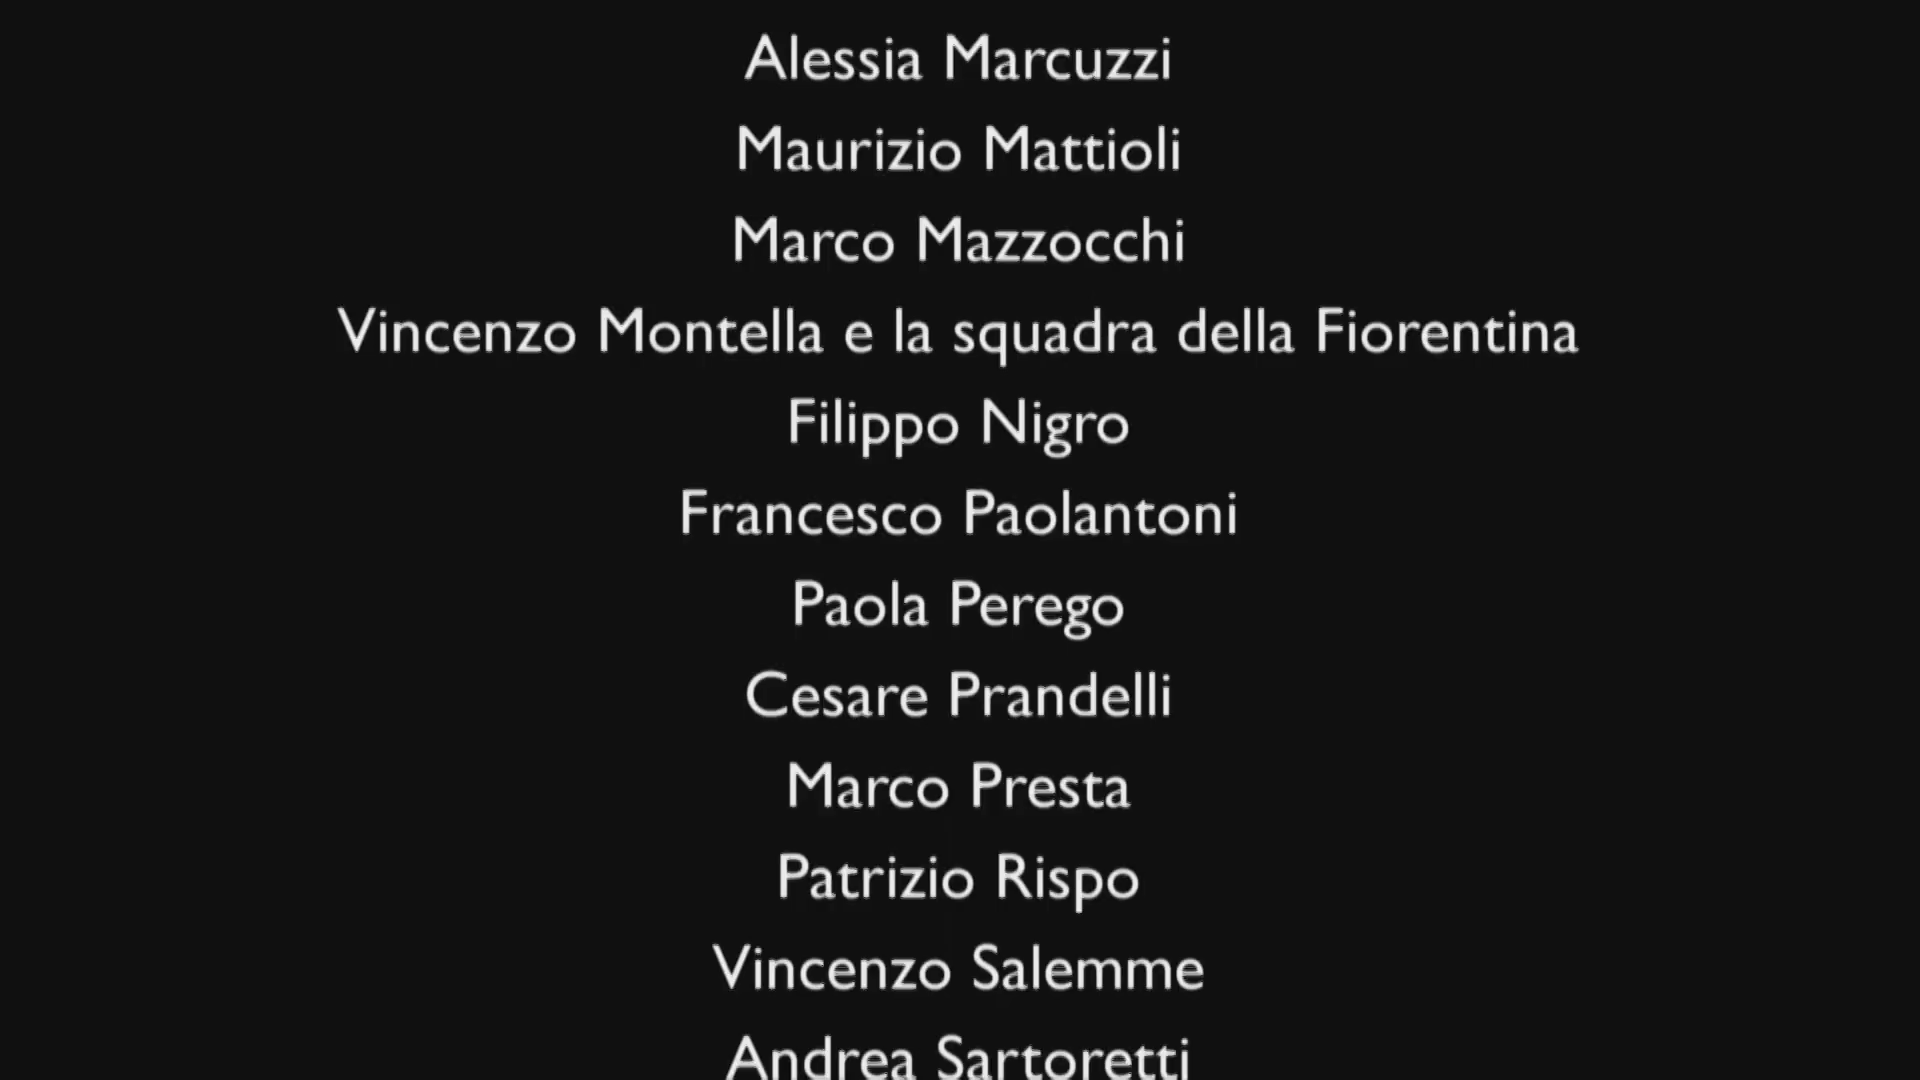 Alessia Marcuzzi
Maurizio Mattioli
Marco Mazzocchi
Vincenzo Montella e la squadra della Fiorentina
Filippo Nigro
Francesco Paolantoni
Paola Perego
Cesare Prandelli
Marco Presta
Patrizio Rispo
Vincenzo Salemme
Andrea Sartoretti